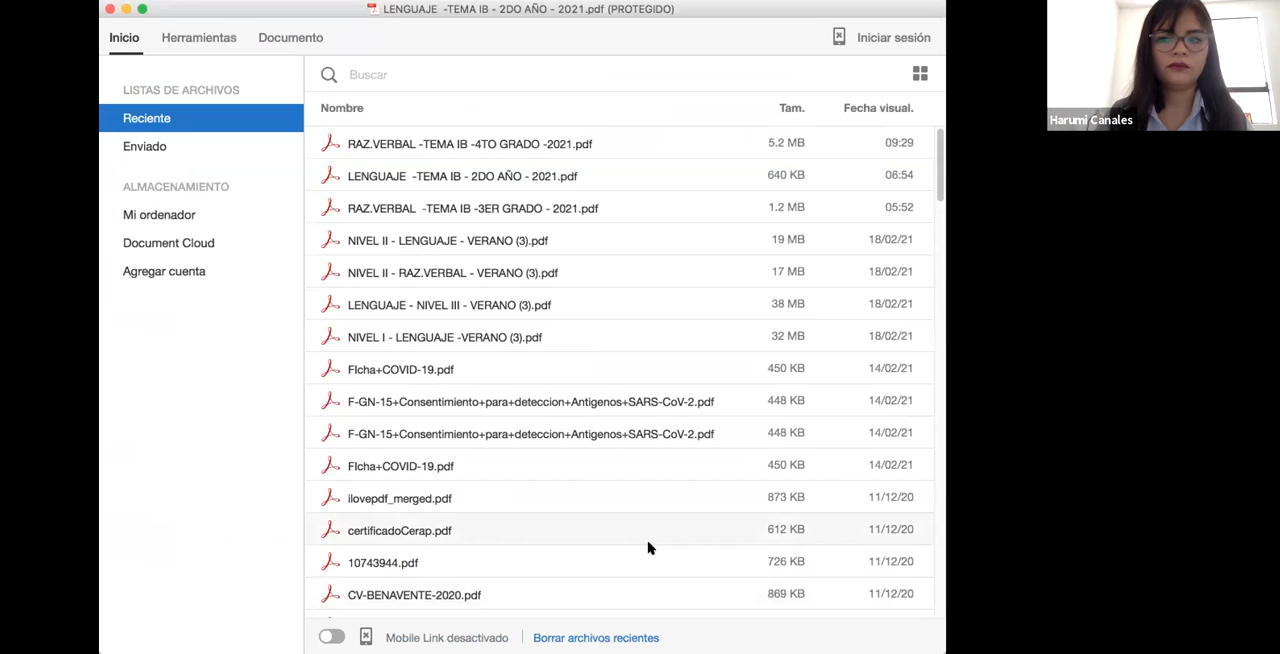 LENGUAJE  -TEMA IB - 2DO AÑO - 2021.pdf (PROTEGIDO)
Inicio Herramientas Documento Iniciar sesión
LISTAS DE ARCHIVOS
Reciente
Enviado
ALMACENAMIENTO
Mi ordenador
Document Cloud
Agregar cuenta
Buscar
Nombre Tam. Fecha visual.
RAZ.VERBAL -TEMA IB -4TO GRADO -2021.pdf 5.2 MB 09:29
LENGUAJE  -TEMA IB - 2DO AÑO - 2021.pdf 640 KB 06:54
RAZ.VERBAL  -TEMA IB -3ER GRADO - 2021.pdf 1.2 MB 05:52
NIVEL II - LENGUAJE - VERANO (3).pdf 19 MB 18/02/21
NIVEL II - RAZ.VERBAL - VERANO (3).pdf 17 MB 18/02/21
LENGUAJE - NIVEL III - VERANO (3).pdf 38 MB 18/02/21
NIVEL I - LENGUAJE -VERANO (3).pdf 32 MB 18/02/21
FIcha+COVID-19.pdf 450 KB 14/02/21
F-GN-15+Consentimiento+para+deteccion+Antigenos+SARS-CoV-2.pdf 448 KB 14/02/21
F-GN-15+Consentimiento+para+deteccion+Antigenos+SARS-CoV-2.pdf 448 KB 14/02/21
FIcha+COVID-19.pdf 450 KB 14/02/21
ilovepdf_merged.pdf 873 KB 11/12/20
certificadoCerap.pdf 612 KB 11/12/20
10743944.pdf 726 KB 11/12/20
CV-BENAVENTE-2020.pdf 869 KB 11/12/20
Mobile Link desactivado Borrar archivos recientes
Harumi Canales